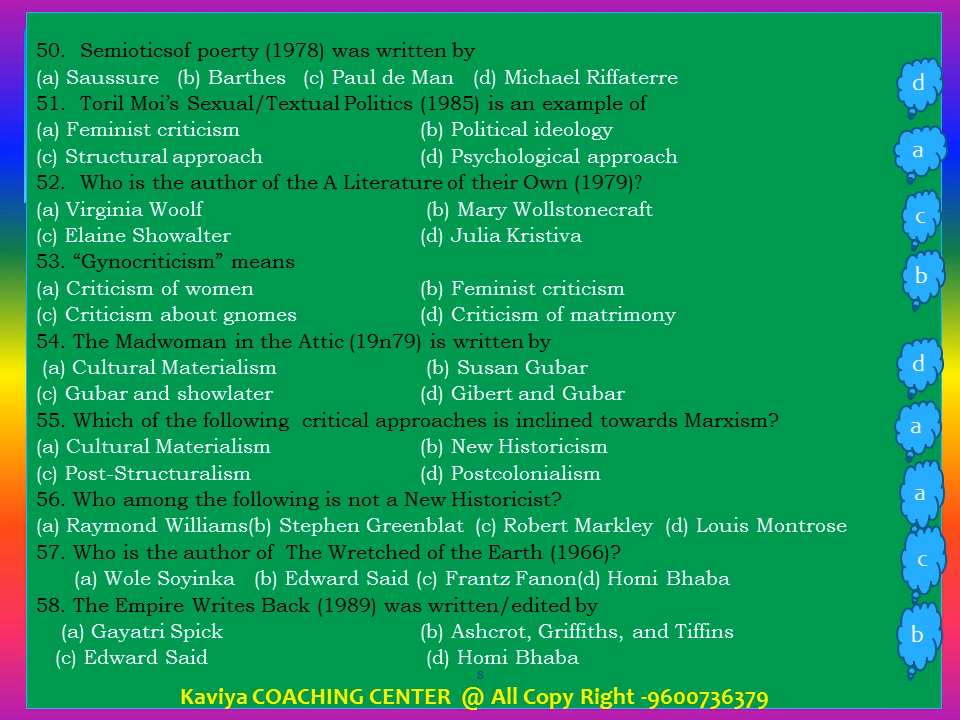 50.  Semioticsof poerty (1978) was written by
(a) Saussure   (b) Barthes   (c) Paul de Man   (d) Michael Riffaterre
d
51.  Toril Moi's Sexual/Textual Politics (1985) is an example of
(a) Feminist criticism   (b) Political ideology
a
(c) Structural approach   (d) Psychological approach
52.  Who is the author of the A Literature of their Own (1979)?
(a) Virginia Woolf   (b) Mary Wollstonecraft
c
(c) Elaine Showalter   (d) Julia Kristiva
53. "Gynocriticism" means
b
(a) Criticism of women   (b) Feminist criticism
(c) Criticism about gnomes   (d) Criticism of matrimony
54. The Madwoman in the Attic (19n79) is written by
(a) Cultural Materialism   (b) Susan Gubar
d
(c) Gubar and showlater   (d) Gibert and Gubar
55. Which of the following  critical approaches is inclined towards Marxism?
a
(a) Cultural Materialism   (b) New Historicism
(c) Post-Structuralism   (d) Postcolonialism
56. Who among the following is not a New Historicist?
a
(a) Raymond Williams(b) Stephen Greenblat  (c) Robert Markley  (d) Louis Montrose
57. Who is the author of  The Wretched of the Earth (1966)?
c
(a) Wole Soyinka   (b) Edward Said (c) Frantz Fanon(d) Homi Bhaba
58. The Empire Writes Back (1989) was written/edited by
(a) Gayatri Spick   (b) Ashcrot, Griffiths, and Tiffins
b
(c) Edward Said   (d) Homi Bhaba
8
Kaviya COACHING CENTER  @ All Copy Right -9600736379